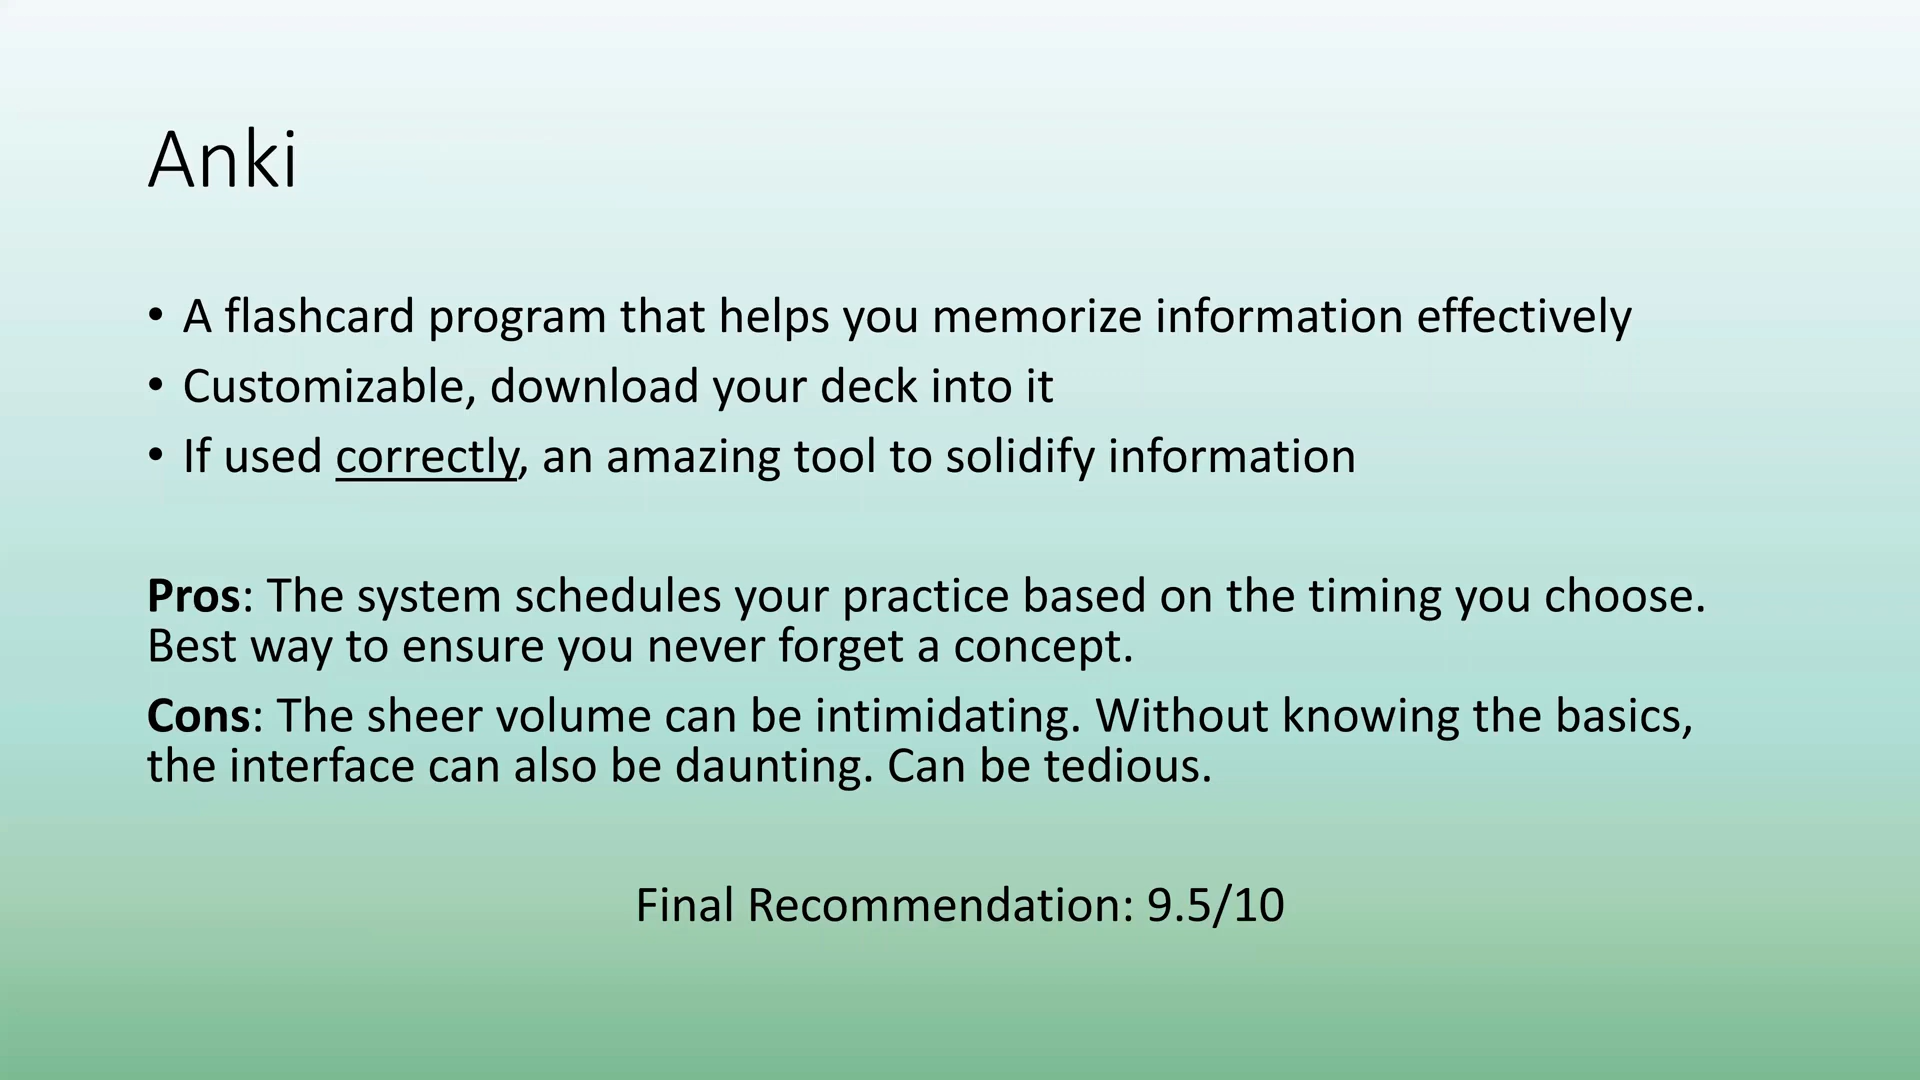 Anki
• A flashcard program that helps you memorize information effectively
• Customizable, download your deck into it
• If used correctly, an amazing tool to solidify information
Pros: The system schedules your practice based on the timing you choose.
Best way to ensure you never forget a concept.
Cons: The sheer volume can be intimidating. Without knowing the basics,
the interface can also be daunting. Can be tedious.
Final Recommendation: 9.5/10